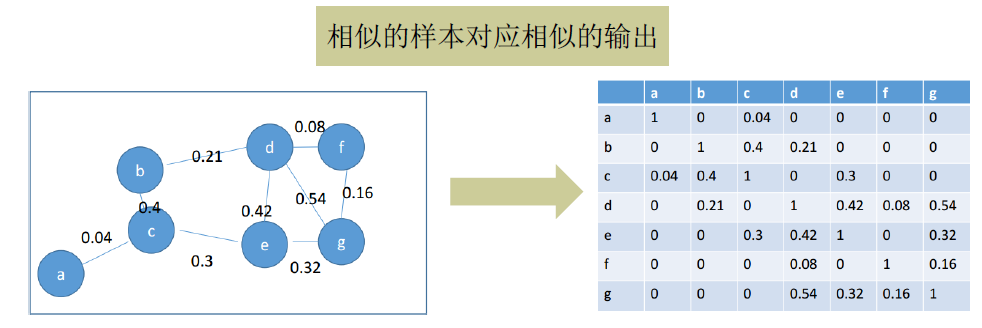 相似的样本对应相似的输出
0.08
d
f
0.21
b
0.54
0.16
0.4
0.42
c
0.04
e
g
0.3
0.32
a
a b c d e f g
a 1 0 0.04 0 0 0 0
b 0 1 0.4 0.21 0 0 0
c 0.04 0.4 1 0 0.3 0 0
d 0 0.21 0 1 0.42 0.08 0.54
e 0 0 0.3 0.42 1 0 0.32
f 0 0 0 0.08 0 1 0.16
g 0 0 0 0.54 0.32 0.16 1